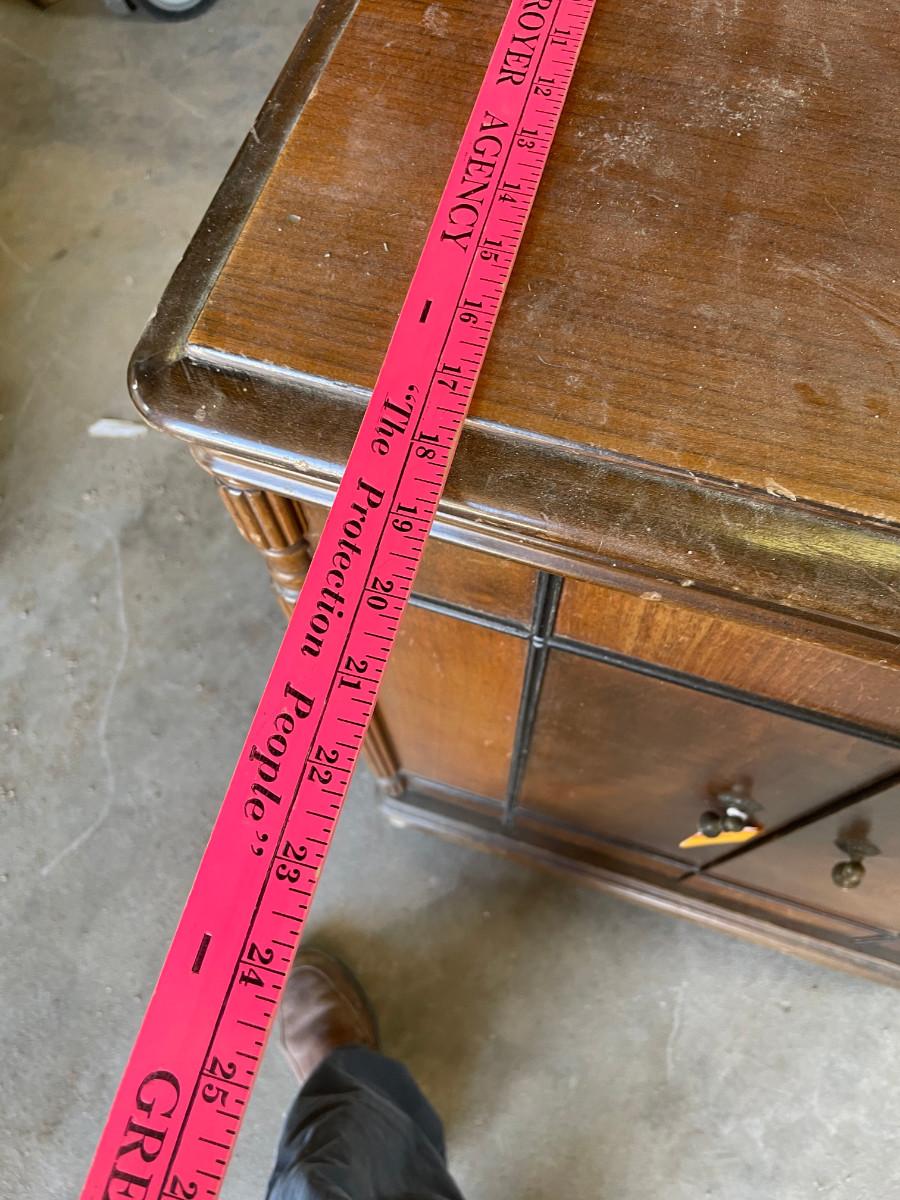 ROYER AGENCY - "The Protection People" - GRE
11 12 13 14 15 16 17 18 19 20 21 22 23 24 25 2